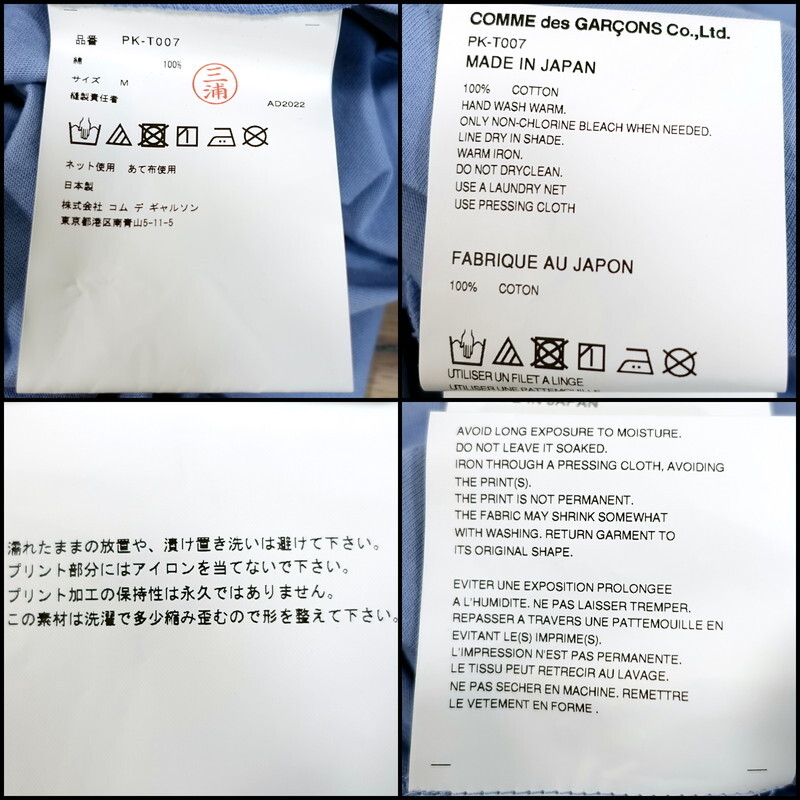 品番 PK-T007
綿 100%
サイズ M
縫製責任者
三浦
AD2022
ネット使用 あて布使用
日本製
株式会社 コム デ ギャルソン
東京都港区南青山5-11-5
COMME des GARÇONS Co.,Ltd.
PK-T007
MADE IN JAPAN
100% COTTON
HAND WASH WARM.
ONLY NON-CHLORINE BLEACH WHEN NEEDED.
LINE DRY IN SHADE.
WARM IRON.
DO NOT DRYCLEAN.
USE A LAUNDRY NET
USE PRESSING CLOTH
FABRIQUE AU JAPON
100% COTON
UTILISER UN FILET A LINGE
UTILISER UNE PATTEMOUILLE
濡れたままの放置や、漬け置き洗いは避けて下さい。
プリント部分にはアイロンを当てないで下さい。
プリント加工の保持性は永久ではありません。
この素材は洗濯で多少縮み歪むので形を整えて下さい。
IN JAPAN
AVOID LONG EXPOSURE TO MOISTURE.
DO NOT LEAVE IT SOAKED.
IRON THROUGH A PRESSING CLOTH, AVOIDING
THE PRINT(S).
THE PRINT IS NOT PERMANENT.
THE FABRIC MAY SHRINK SOMEWHAT
WITH WASHING. RETURN GARMENT TO
ITS ORIGINAL SHAPE.
EVITER UNE EXPOSITION PROLONGEE
A L'HUMIDITE. NE PAS LAISSER TREMPER.
REPASSER A TRAVERS UNE PATTEMOUILLE EN
EVITANT LE(S) IMPRIME(S).
L'IMPRESSION N'EST PAS PERMANENTE.
LE TISSU PEUT RETRECIR AU LAVAGE.
NE PAS SECHER EN MACHINE. REMETTRE
LE VETEMENT EN FORME .